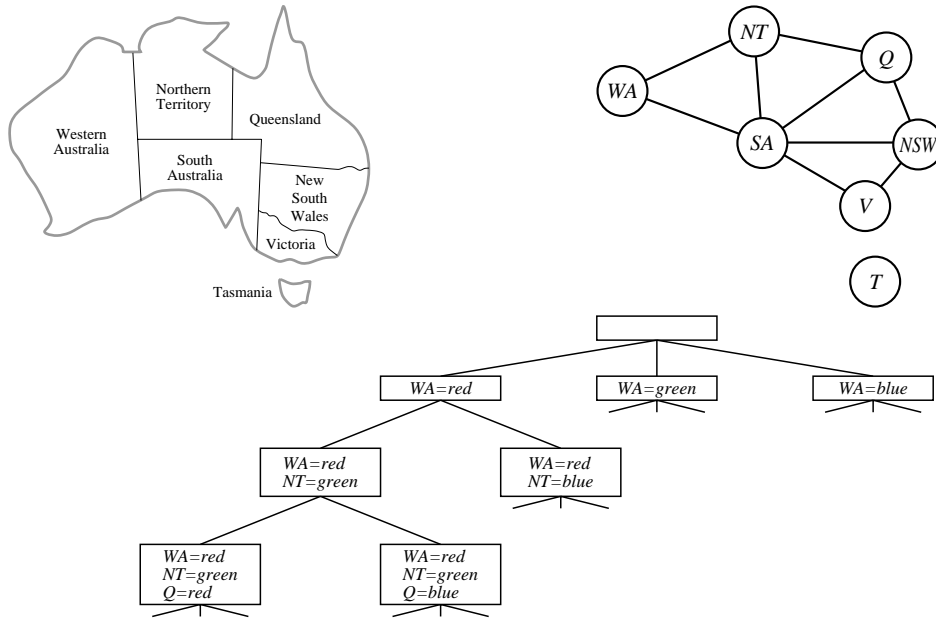 Northern
Territory
Western
Australia
Queensland
South
Australia
New
South
Wales
Victoria
Tasmania
NT
Q
WA
SA
NSW
V
T
WA=red
WA=green
WA=blue
WA=red
NT=green
WA=red
NT=blue
WA=red
NT=green
Q=red
WA=red
NT=green
Q=blue